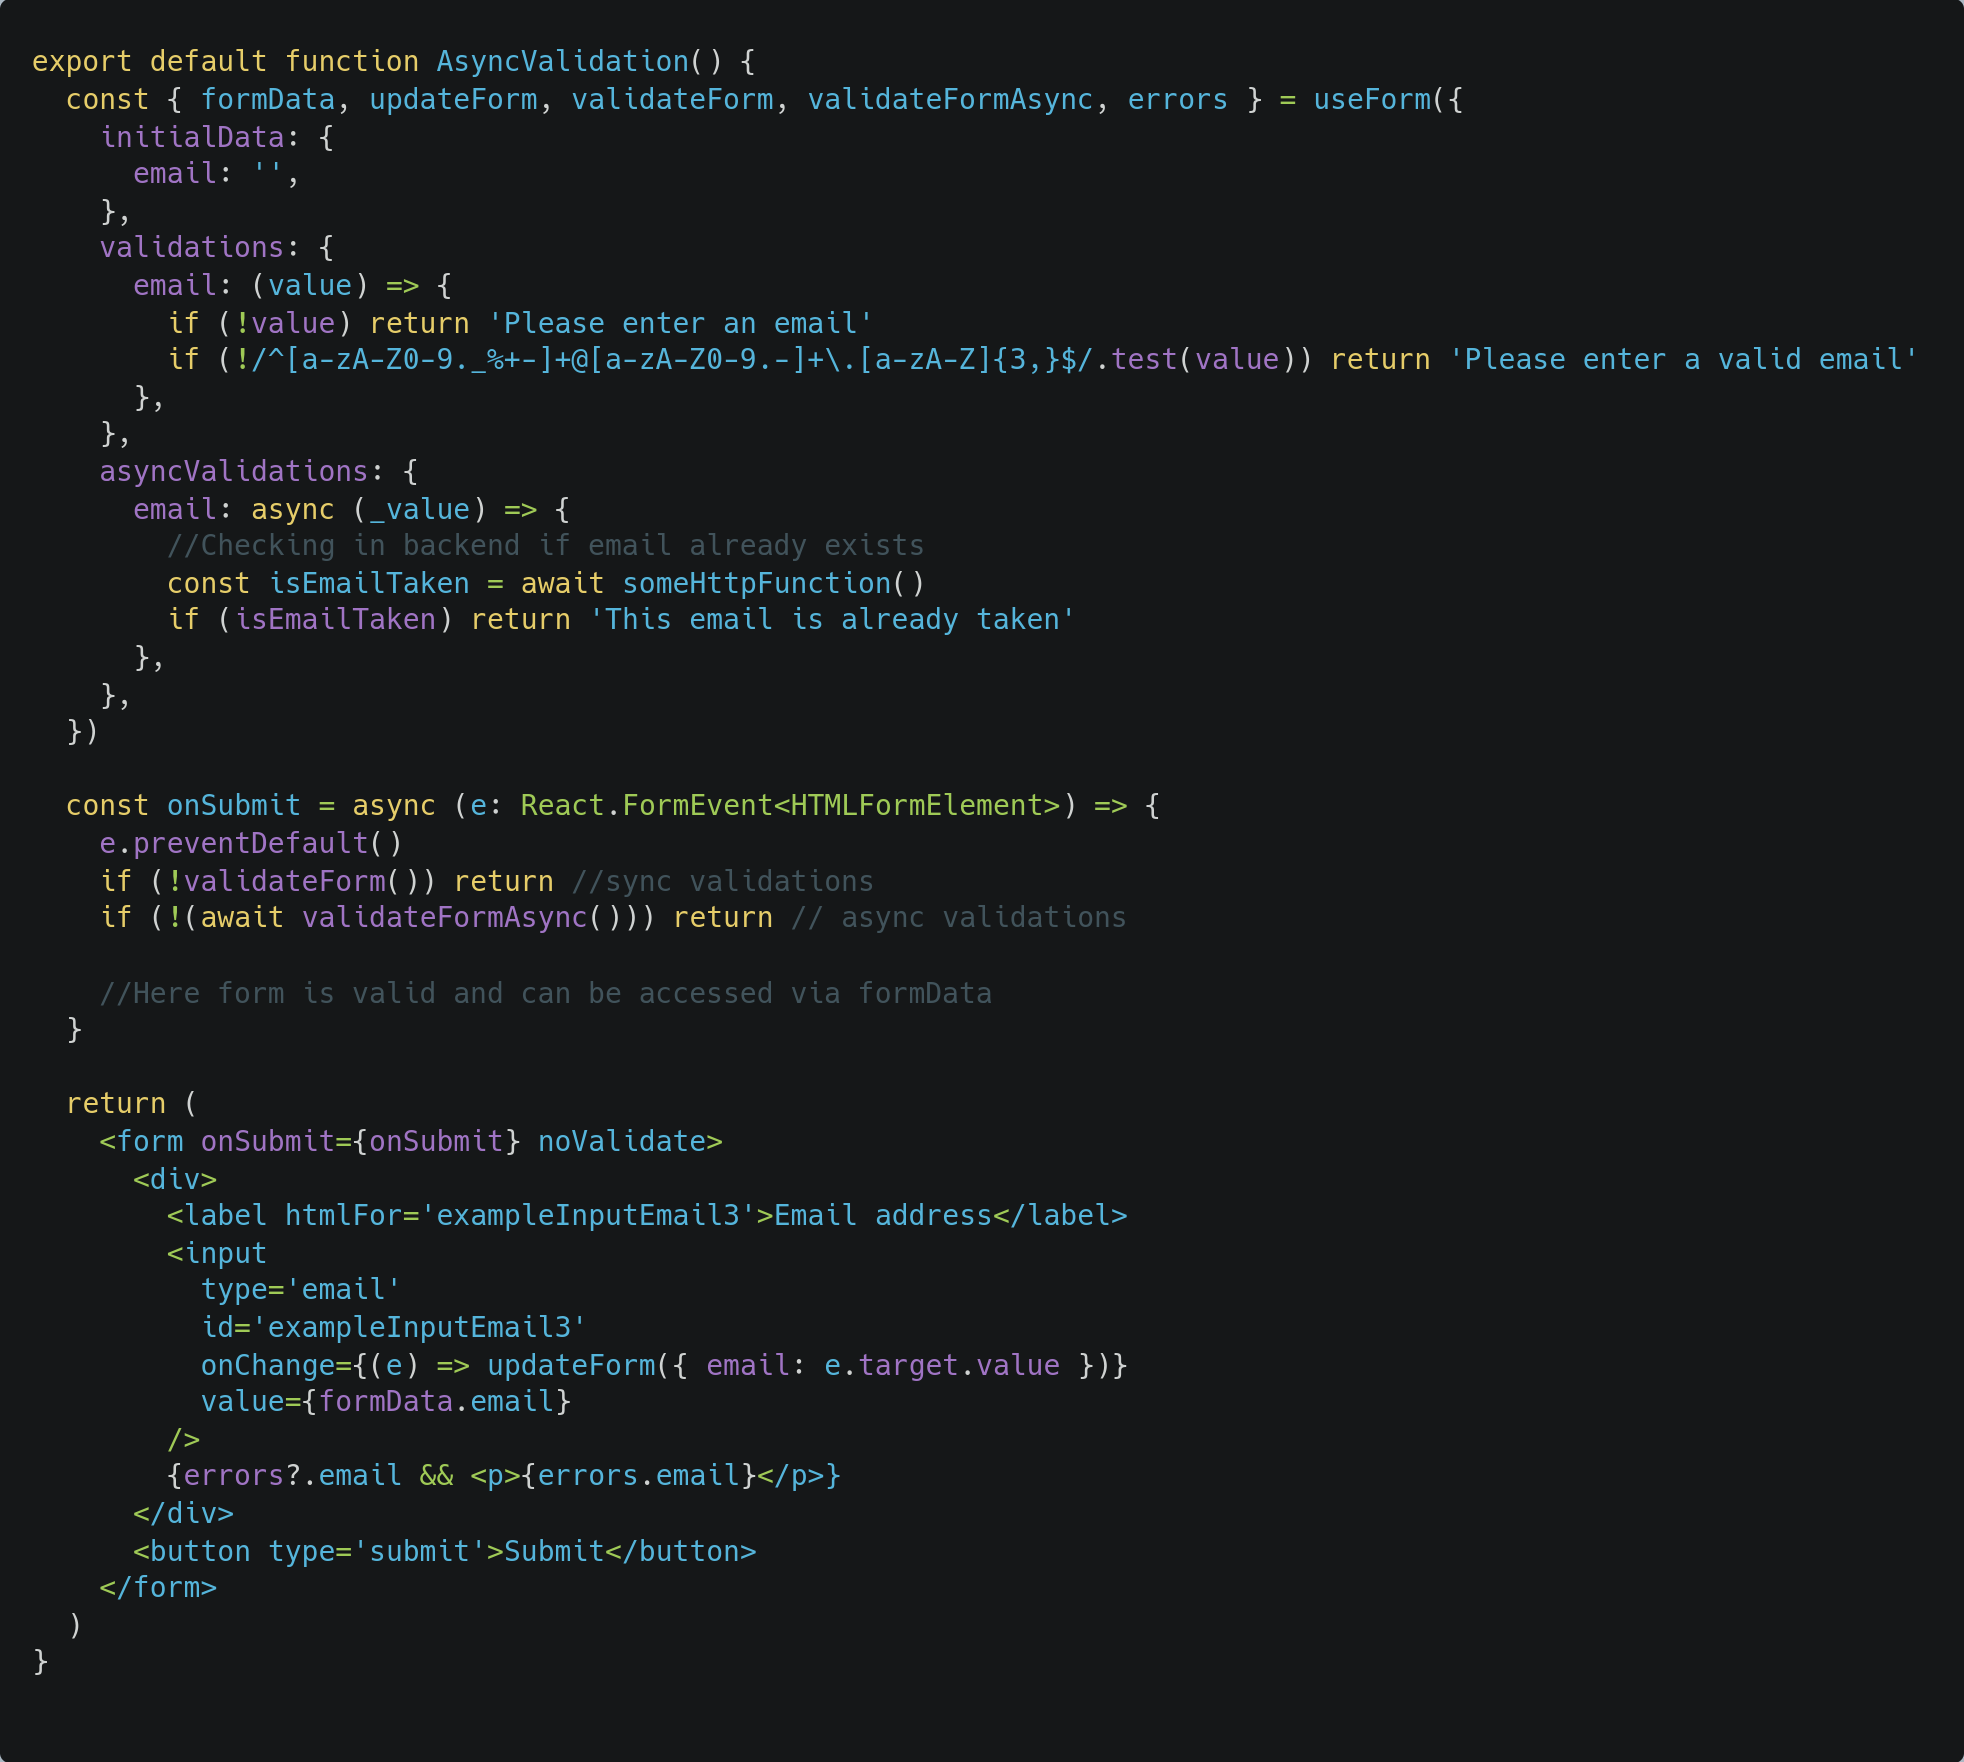 export default function AsyncValidation() {
  const { formData, updateForm, validateForm, validateFormAsync, errors } = useForm({
    initialData: {
      email: '',
    },
    validations: {
      email: (value) => {
        if (!value) return 'Please enter an email'
        if (!/^[a-zA-Z0-9._%+-]+@[a-zA-Z0-9.-]+\.[a-zA-Z]{3,}$/.test(value)) return 'Please enter a valid email'
      },
    },
    asyncValidations: {
      email: async (_value) => {
        //Checking in backend if email already exists
        const isEmailTaken = await someHttpFunction()
        if (isEmailTaken) return 'This email is already taken'
      },
    },
  })

  const onSubmit = async (e: React.FormEvent<HTMLFormElement>) => {
    e.preventDefault()
    if (!validateForm()) return //sync validations
    if (!(await validateFormAsync())) return // async validations

    //Here form is valid and can be accessed via formData
  }

  return (
    <form onSubmit={onSubmit} noValidate>
      <div>
        <label htmlFor='exampleInputEmail3'>Email address</label>
        <input
          type='email'
          id='exampleInputEmail3'
          onChange={(e) => updateForm({ email: e.target.value })}
          value={formData.email}
        />
        {errors?.email && <p>{errors.email}</p>}
      </div>
      <button type='submit'>Submit</button>
    </form>
  )
}